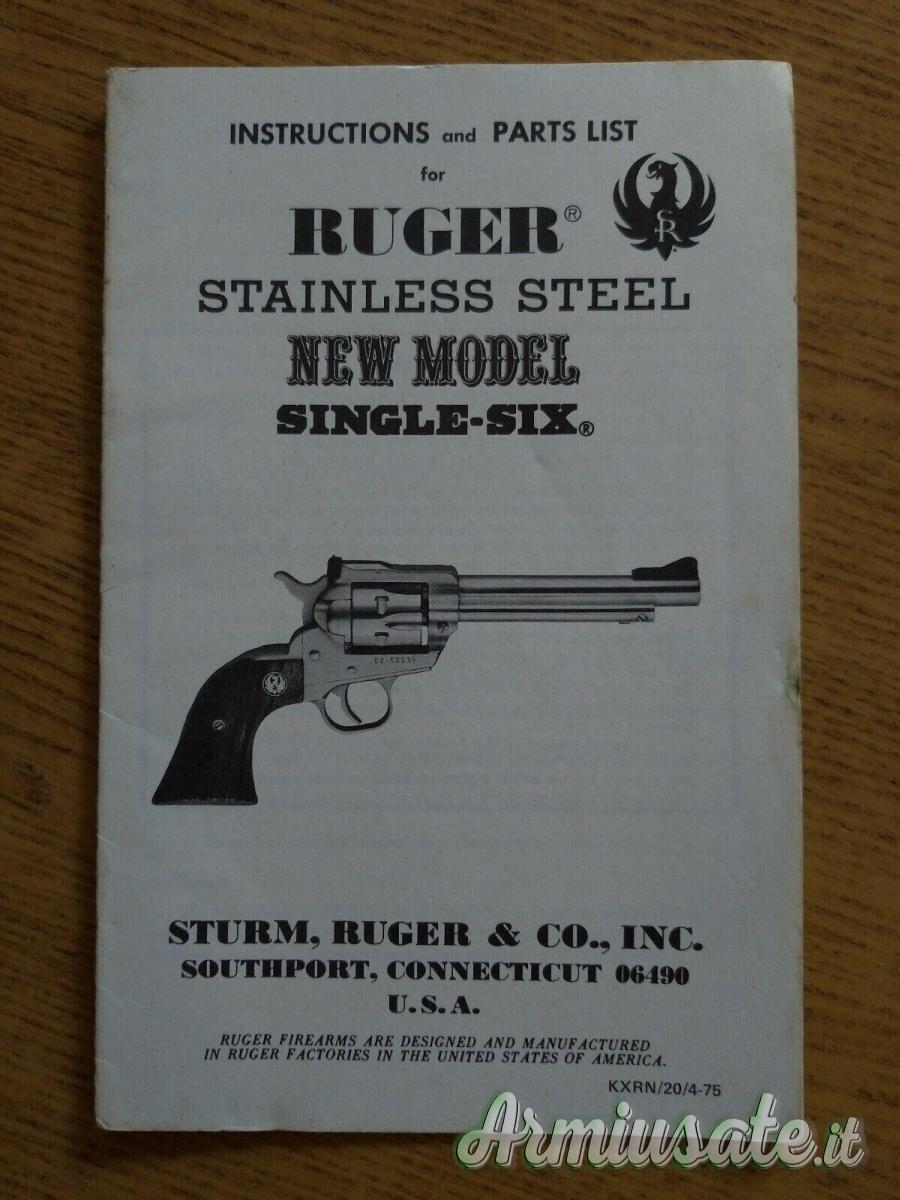 INSTRUCTIONS and PARTS LIST
for
RUGER®
SR
STAINLESS STEEL
NEW MODEL
SINGLE-SIX®
STURM, RUGER & CO., INC.
SOUTHPORT, CONNECTICUT 06490
U.S.A.
RUGER FIREARMS ARE DESIGNED AND MANUFACTURED
IN RUGER FACTORIES IN THE UNITED STATES OF AMERICA.
KXRN/20/4-75
Armiusate.it